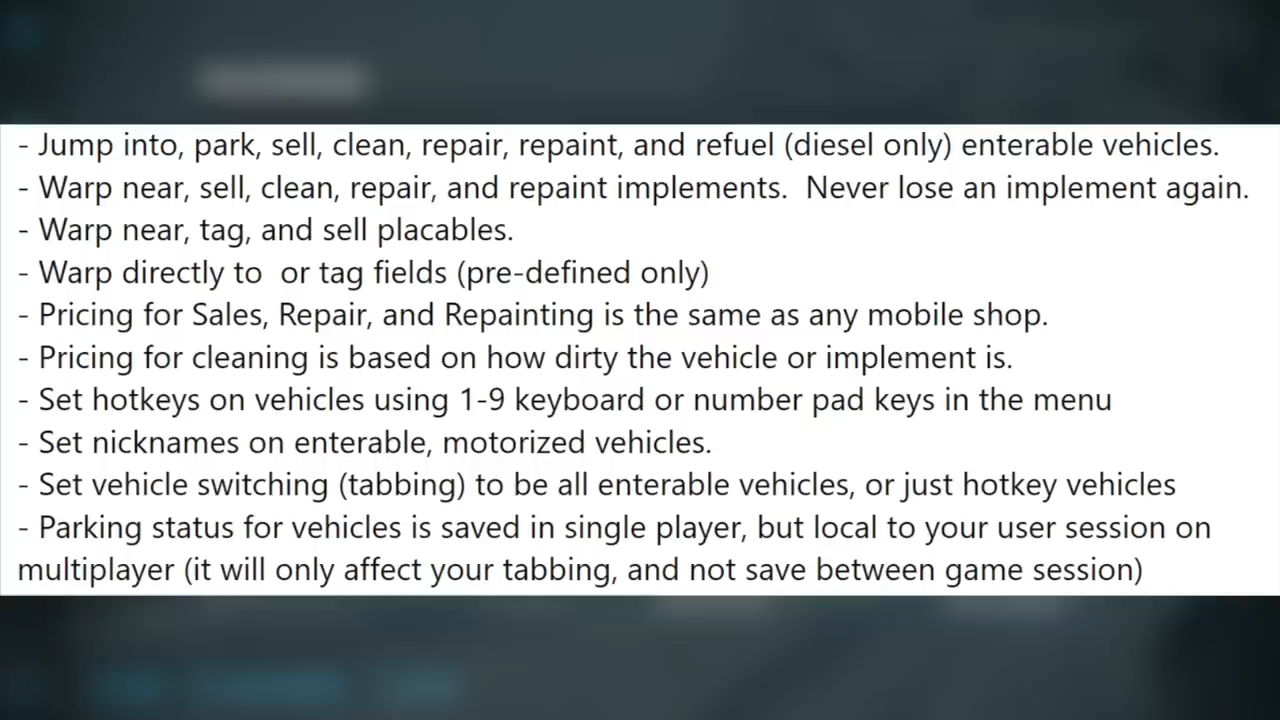 - Jump into, park, sell, clean, repair, repaint, and refuel (diesel only) enterable vehicles.
- Warp near, sell, clean, repair, and repaint implements.  Never lose an implement again.
- Warp near, tag, and sell placables.
- Warp directly to  or tag fields (pre-defined only)
- Pricing for Sales, Repair, and Repainting is the same as any mobile shop.
- Pricing for cleaning is based on how dirty the vehicle or implement is.
- Set hotkeys on vehicles using 1-9 keyboard or number pad keys in the menu
- Set nicknames on enterable, motorized vehicles.
- Set vehicle switching (tabbing) to be all enterable vehicles, or just hotkey vehicles
- Parking status for vehicles is saved in single player, but local to your user session on
multiplayer (it will only affect your tabbing, and not save between game session)